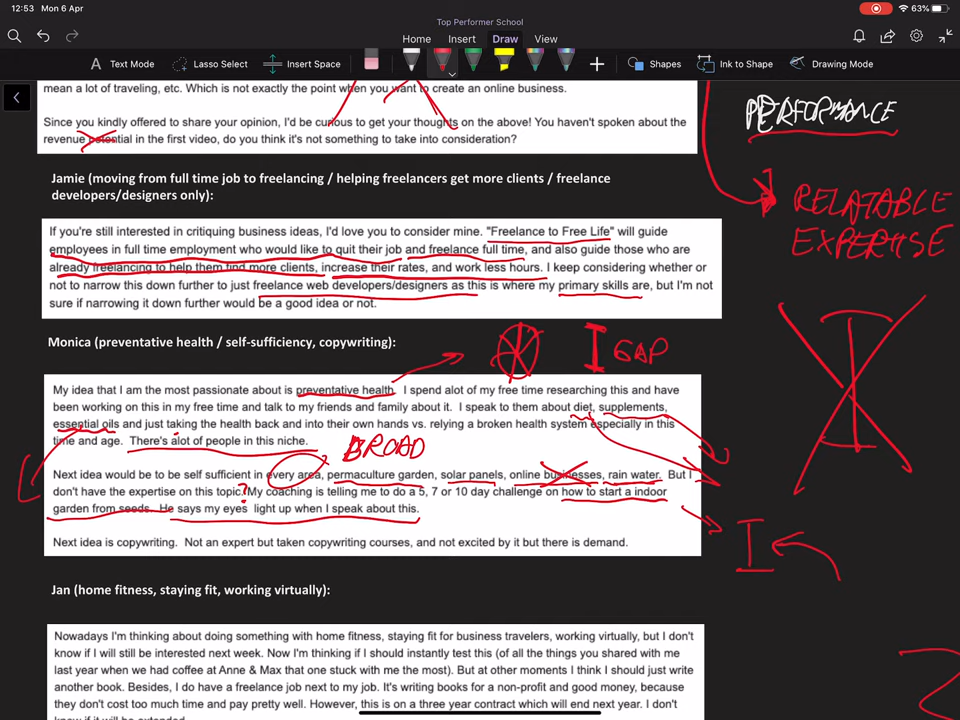 12:53 Mon 6 Apr
63%
Top Performer School
Home Insert Draw View
Text Mode Lasso Select Insert Space Shapes Ink to Shape Drawing Mode
mean a lot of traveling, etc. Which is not exactly the point when you want to create an online business.
Since you kindly offered to share your opinion, I'd be curious to get your thoughts on the above! You haven't spoken about the
revenue potential in the first video, do you think it's not something to take into consideration?
PERFORMANCE
Jamie (moving from full time job to freelancing / helping freelancers get more clients / freelance
developers/designers only):
RELATABLE
EXPERTISE
If you're still interested in critiquing business ideas, I'd love you to consider mine. "Freelance to Free Life" will guide
employees in full time employment who would like to quit their job and freelance full time, and also guide those who are
already freelancing to help them find more clients, increase their rates, and work less hours. I keep considering whether or
not to narrow this down further to just freelance web developers/designers as this is where my primary skills are, but I'm not
sure if narrowing it down further would be a good idea or not.
Monica (preventative health / self-sufficiency, copywriting):
I GAP
My idea that I am the most passionate about is preventative health. I spend alot of my free time researching this and have
been working on this in my free time and talk to my friends and family about it. I speak to them about diet, supplements,
essential oils and just taking the health back and into their own hands vs. relying a broken health system especially in this
time and age. There's alot of people in this niche.
BROAD
I
Next idea would be to be self sufficient in every area, permaculture garden, solar panels, online businesses, rain water. But I
don't have the expertise on this topic. My coaching is telling me to do a 5, 7 or 10 day challenge on how to start a indoor
?
garden from seeds. He says my eyes light up when I speak about this.
I
Next idea is copywriting. Not an expert but taken copywriting courses, and not excited by it but there is demand.
Jan (home fitness, staying fit, working virtually):
Nowadays I'm thinking about doing something with home fitness, staying fit for business travelers, working virtually, but I don't
know if I will still be interested next week. Now I'm thinking if I should instantly test this (of all the things you shared with me
last year when we had coffee at Anne & Max that one stuck with me the most). But at other moments I think I should just write
another book. Besides, I do have a freelance job next to my job. It's writing books for a non-profit and good money, because
they don't cost too much time and pay pretty well. However, this is on a three year contract which will end next year. I don't
know if it will be extended.